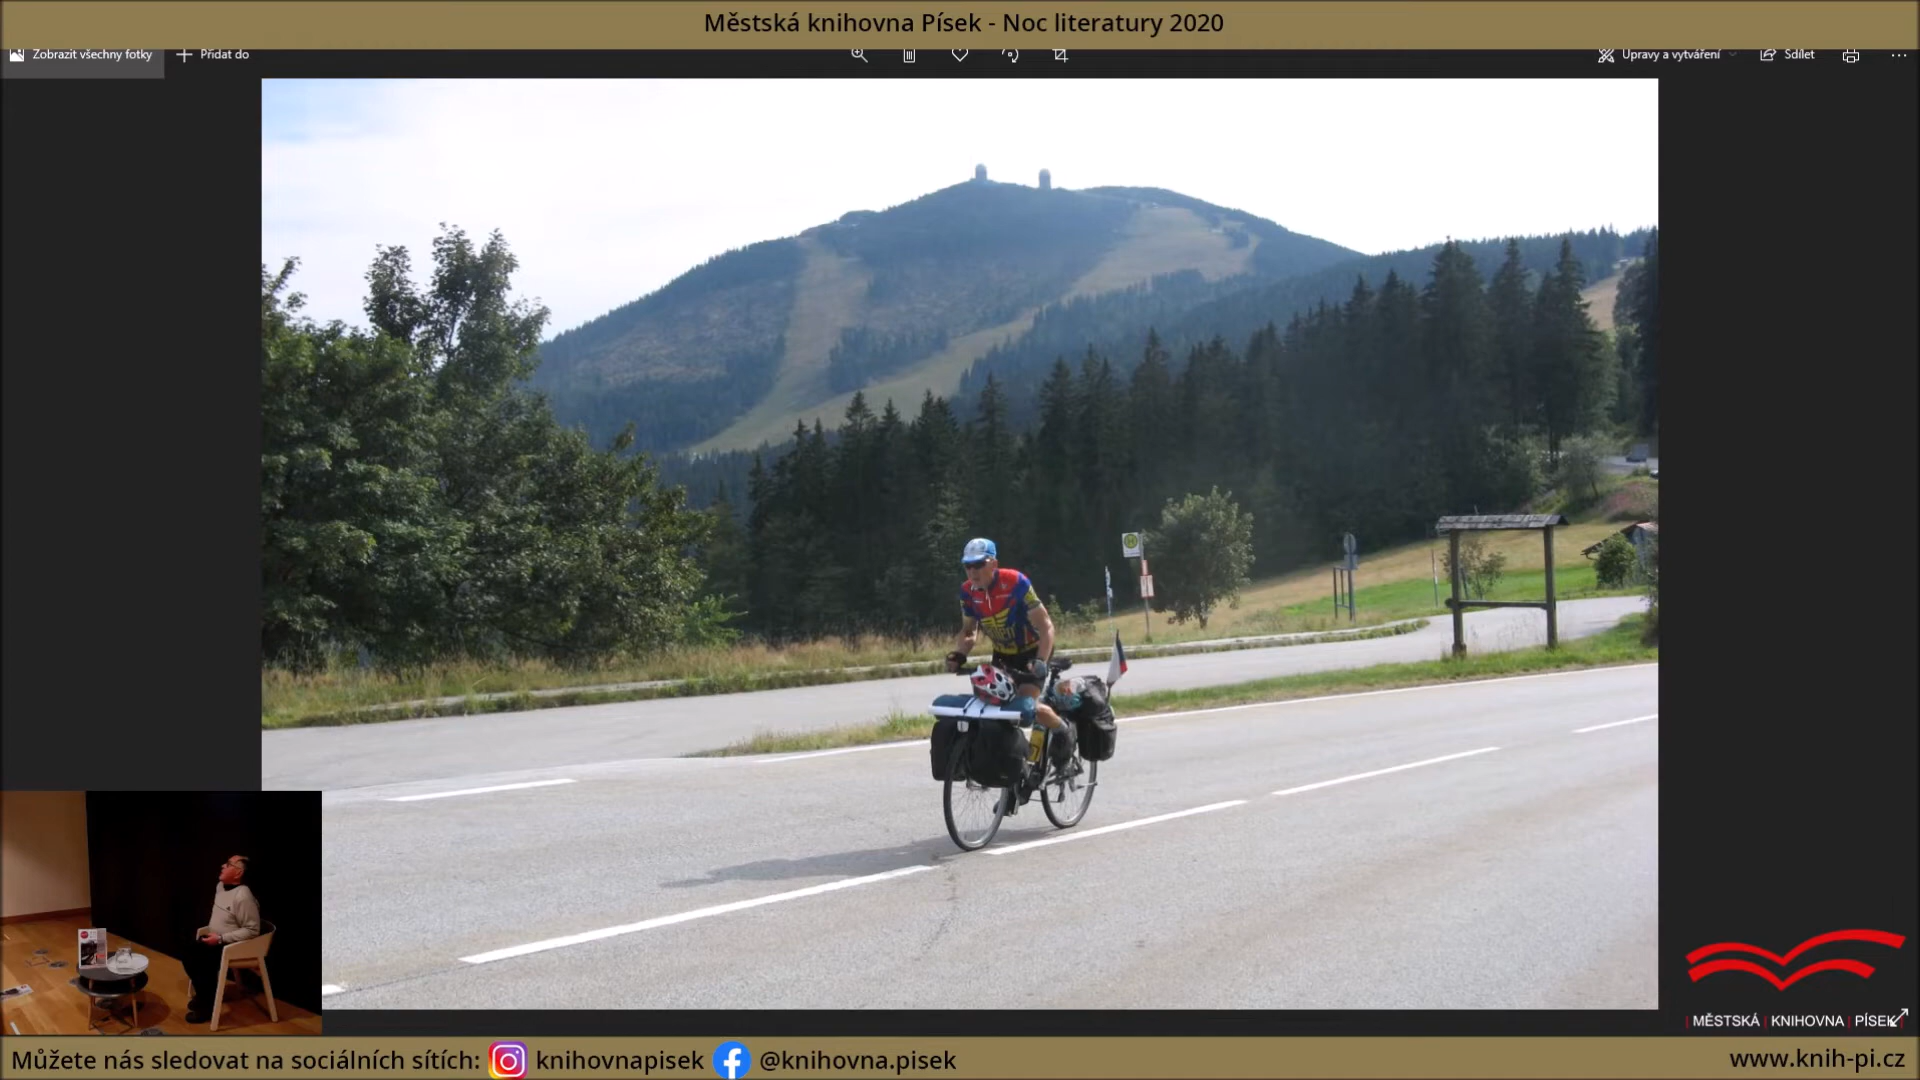 Městská knihovna Písek - Noc literatury 2020
Zobrazit všechny fotky
Přidat do
Úpravy a vytváření
Sdílet
H
MĚSTSKÁ KNIHOVNA PÍSEK
Můžete nás sledovat na sociálních sítích: knihovnapisek @knihovna.pisek
www.knih-pi.cz